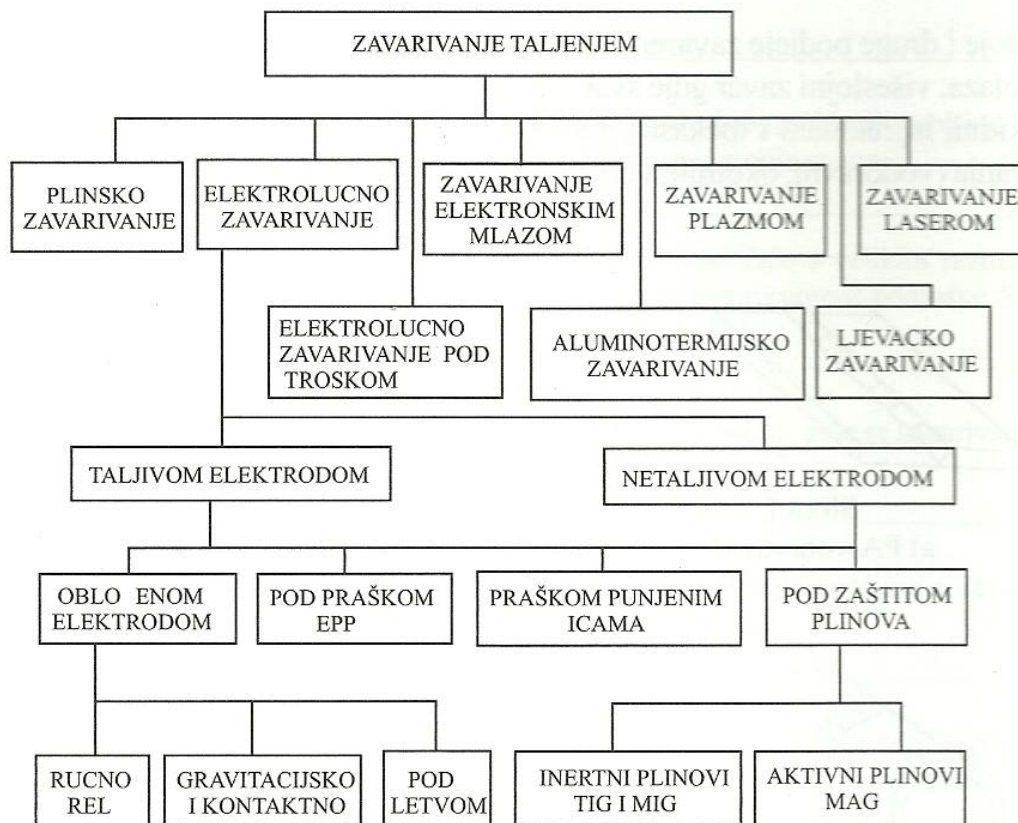 ZAVARIVANJE TALJENJEM
PLINSKO
ZAVARIVANJE
ELEKTROLUCNO
ZAVARIVANJE
ZAVARIVANJE
ELEKTRONSKIM
MLAZOM
ZAVARIVANJE
PLAZMOM
ZAVARIVANJE
LASEROM
ELEKTROLUCNO
ZAVARIVANJE POD
TROSKOM
ALUMINOTERMIJSKO
ZAVARIVANJE
LJEVACKO
ZAVARIVANJE
TALJIVOM ELEKTRODOM
NETALJIVOM ELEKTRODOM
OBLO ENOM
ELEKTRODOM
POD PRAŠKOM
EPP
PRAŠKOM PUNJENIM
ICAMA
POD ZAŠTITOM
PLINOVA
RUCNO
REL
GRAVITACIJSKO
I KONTAKTNO
POD
LETVOM
INERTNI PLINOVI
TIG I MIG
AKTIVNI PLINOVI
MAG